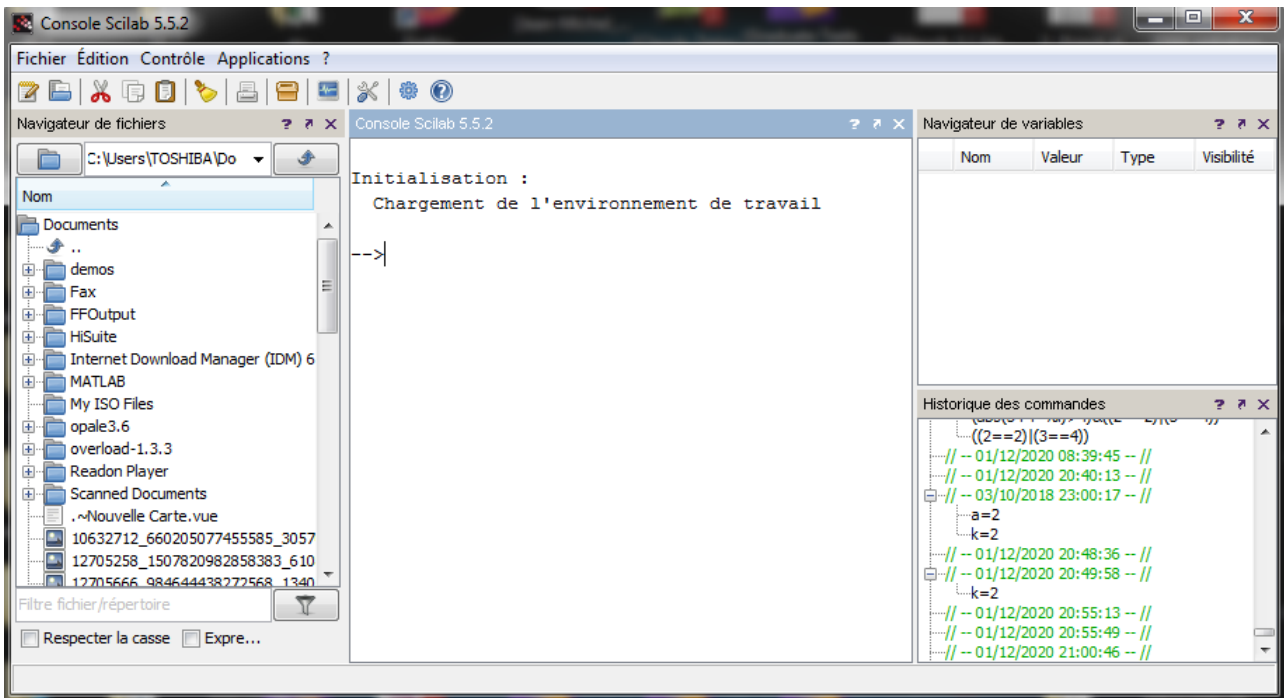 Console Scilab 5.5.2
Fichier Édition Contrôle Applications ?
Navigateur de fichiers
C:\Users\TOSHIBA\Do
Nom
Documents
..
demos
Fax
FFOutput
HiSuite
Internet Download Manager (IDM) 6
MATLAB
My ISO Files
opale3.6
overload-1.3.3
Readon Player
Scanned Documents
.~Nouvelle Carte.vue
10632712_660205077455585_3057
12705258_1507820982858383_610
12705666_984644438272568_1340
Filtre fichier/répertoire
Respecter la casse Expre...
Console Scilab 5.5.2
Initialisation :
Chargement de l'environnement de travail
-->
Navigateur de variables
Nom Valeur Type Visibilité
Historique des commandes
((2==2)|(3==4))
// -- 01/12/2020 08:39:45 -- //
// -- 01/12/2020 20:40:13 -- //
// -- 03/10/2018 23:00:17 -- //
a=2
k=2
// -- 01/12/2020 20:48:36 -- //
// -- 01/12/2020 20:49:58 -- //
k=2
// -- 01/12/2020 20:55:13 -- //
// -- 01/12/2020 20:55:49 -- //
// -- 01/12/2020 21:00:46 -- //